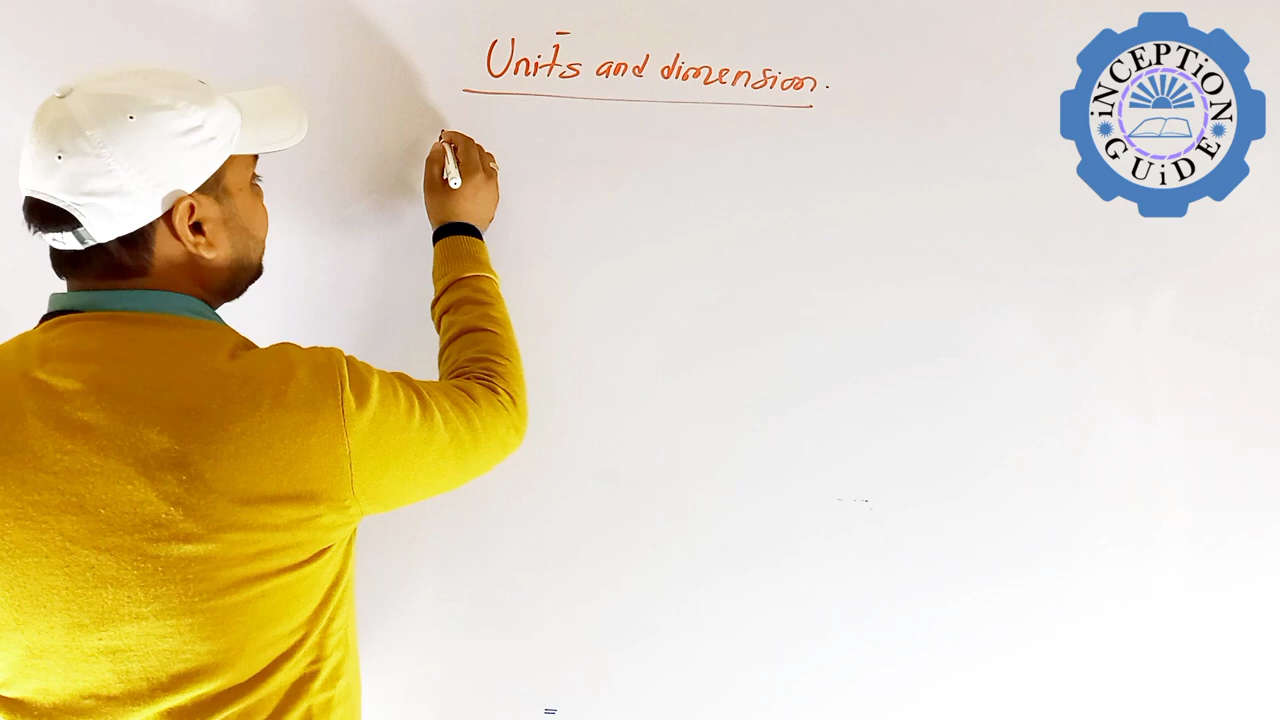 Units and dimension.
iNCEPTiON
GUiDE
=